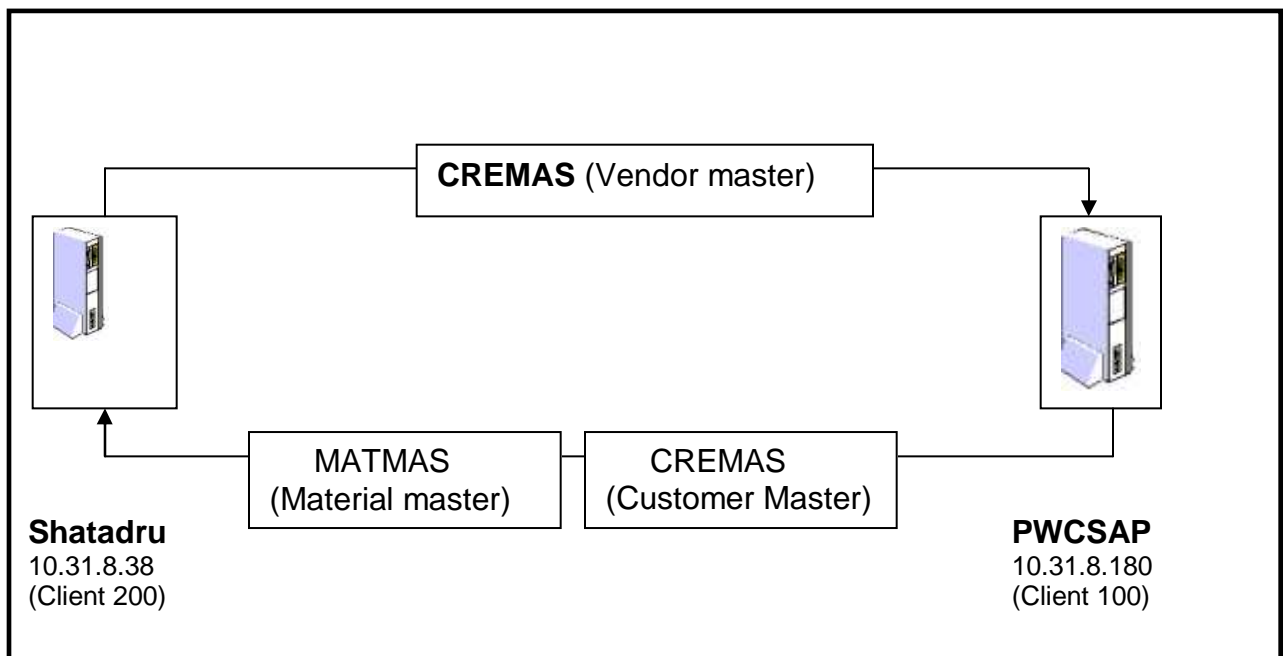 CREMAS (Vendor master)
MATMAS
(Material master)
CREMAS
(Customer Master)
Shatadru
10.31.8.38
(Client 200)
PWCSAP
10.31.8.180
(Client 100)